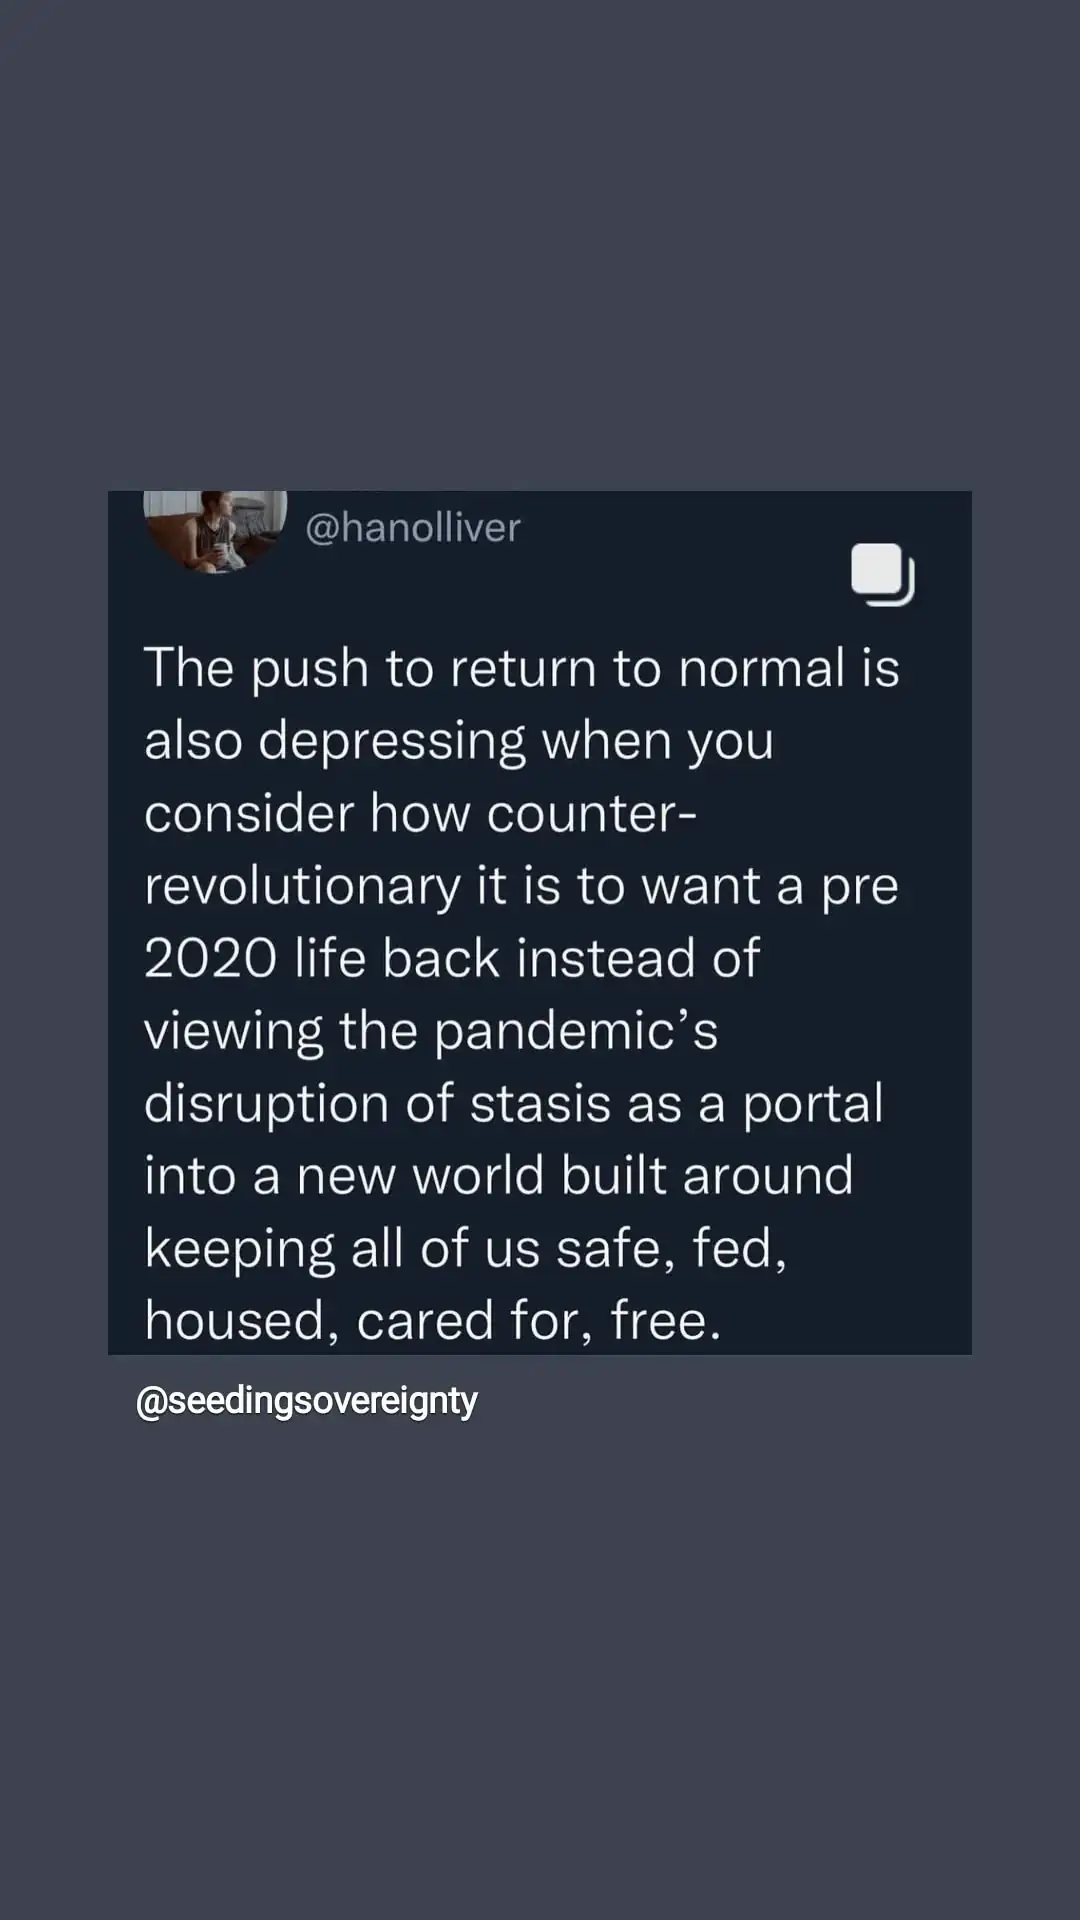 @hanolliver
The push to return to normal is
also depressing when you
consider how counter-
revolutionary it is to want a pre
2020 life back instead of
viewing the pandemic’s
disruption of stasis as a portal
into a new world built around
keeping all of us safe, fed,
housed, cared for, free.
@seedingsovereignty